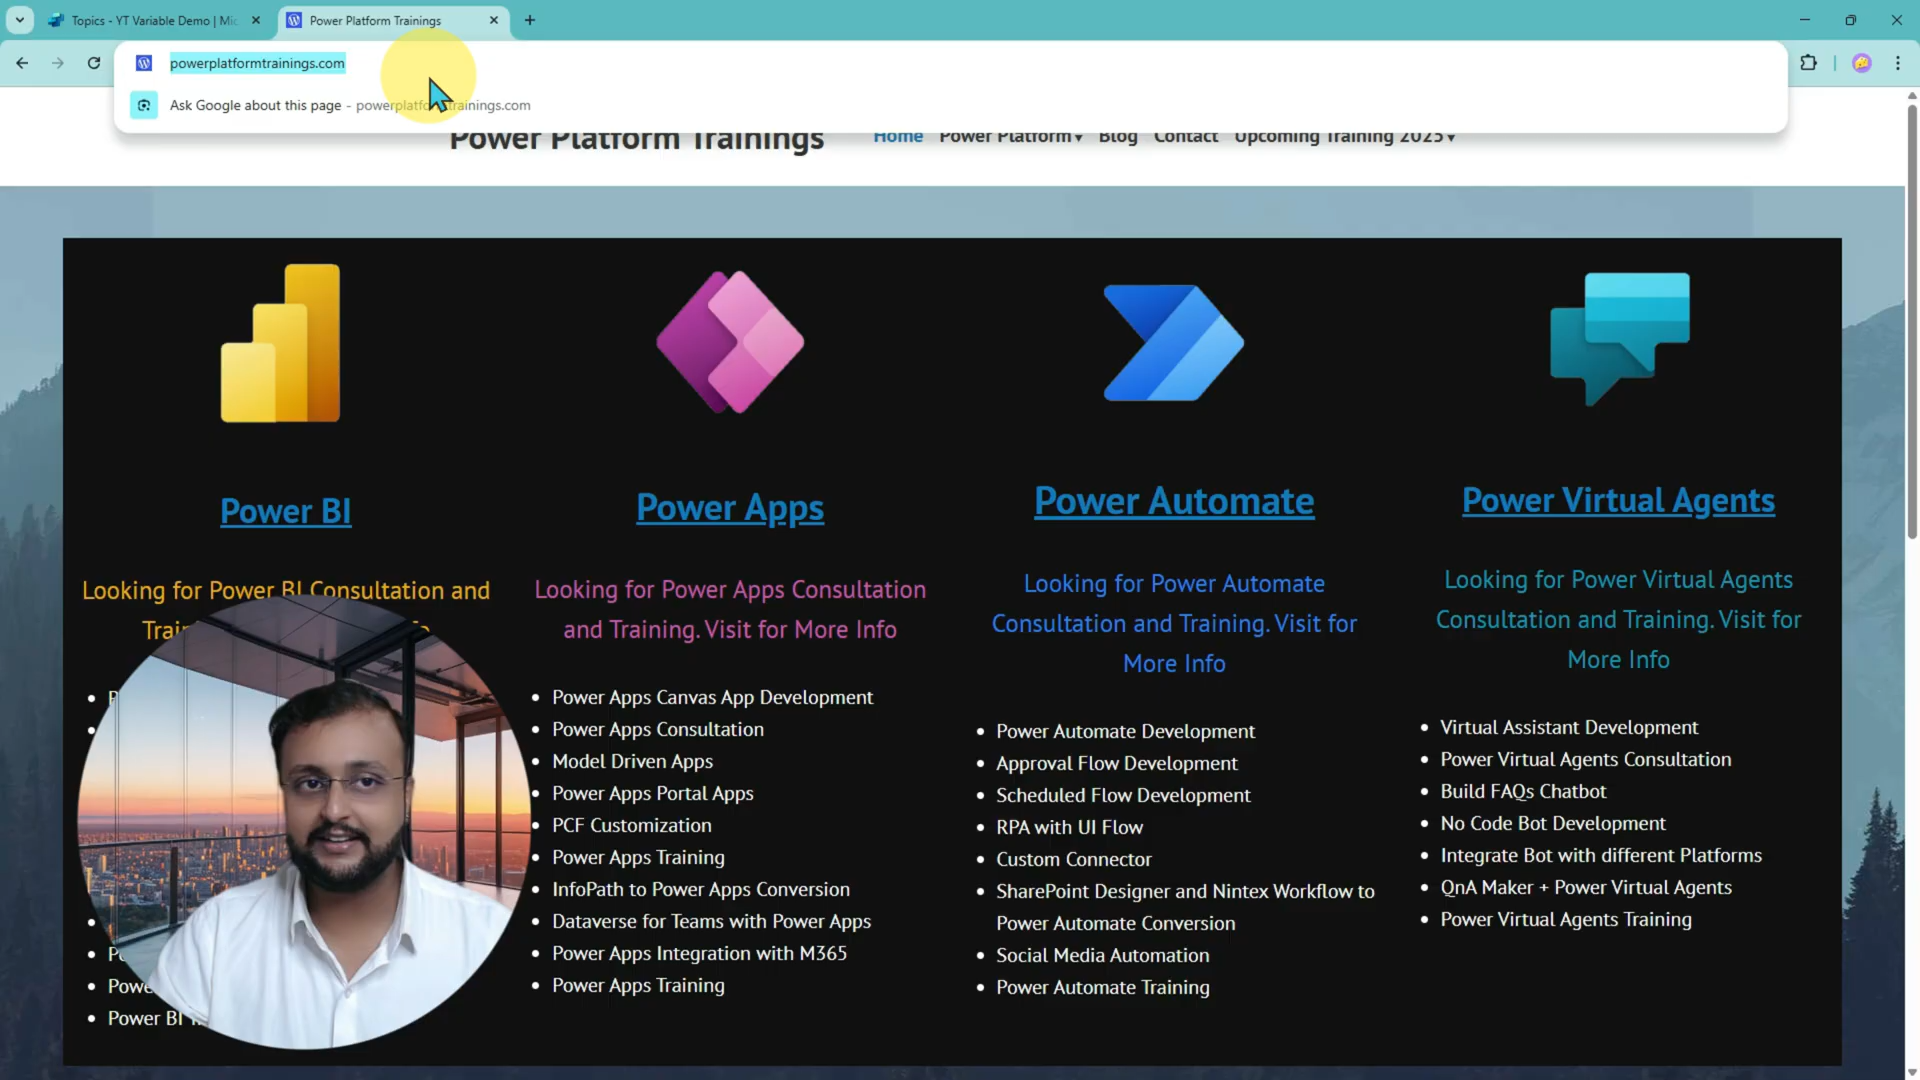 Topics - YT Variable Demo | Mic
Power Platform Trainings
powerplatformtrainings.com
Ask Google about this page - powerplatformtrainings.com
Power Platform Trainings
Home
Power Platform
Blog
Contact
Upcoming Training 2025
Power BI
Looking for Power BI Consultation and
Power Apps
Looking for Power Apps Consultation
and Training. Visit for More Info
Power Apps Canvas App Development
Power Apps Consultation
Model Driven Apps
Power Apps Portal Apps
PCF Customization
Power Apps Training
InfoPath to Power Apps Conversion
Dataverse for Teams with Power Apps
Power Apps Integration with M365
Power Apps Training
Power Automate
Looking for Power Automate
Consultation and Training. Visit for
More Info
Power Automate Development
Approval Flow Development
Scheduled Flow Development
RPA with UI Flow
Custom Connector
SharePoint Designer and Nintex Workflow to
Power Automate Conversion
Social Media Automation
Power Automate Training
Power Virtual Agents
Looking for Power Virtual Agents
Consultation and Training. Visit for
More Info
Virtual Assistant Development
Power Virtual Agents Consultation
Build FAQs Chatbot
No Code Bot Development
Integrate Bot with different Platforms
QnA Maker + Power Virtual Agents
Power Virtual Agents Training
Power BI